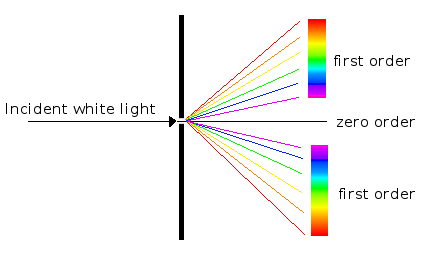 first order
Incident white light
zero order
first order